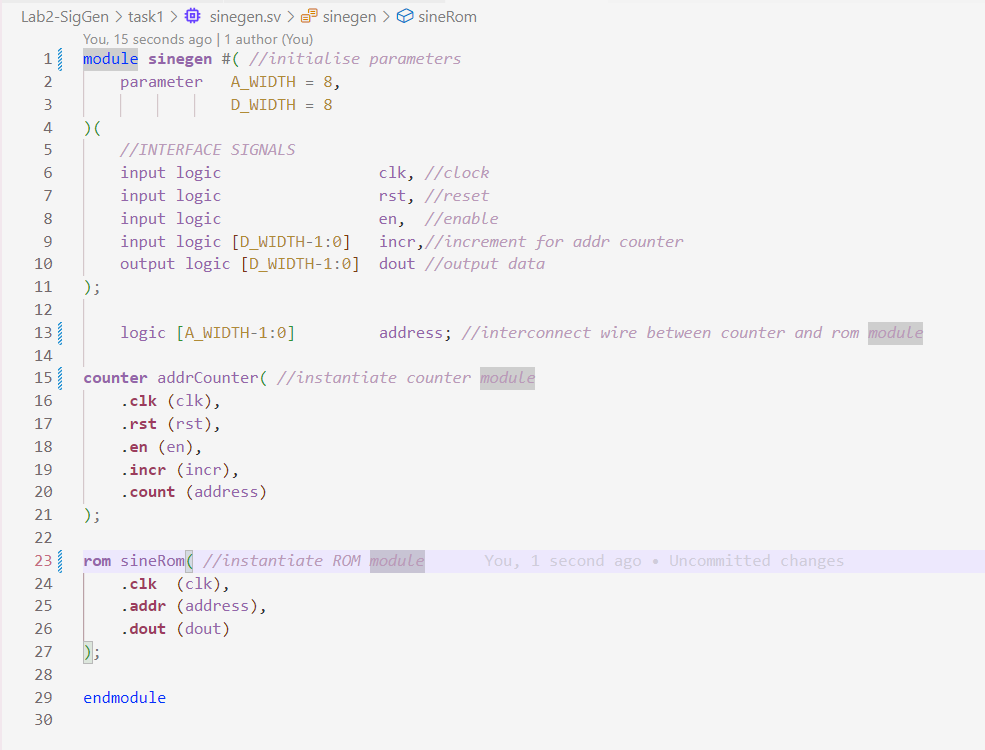 Lab2-SigGen > task1 > sinegen.sv > sinegen > sineRom
You, 15 seconds ago | 1 author (You)
1 module sinegen #( //initialise parameters
2 parameter A_WIDTH = 8,
3 D_WIDTH = 8
4 )(
5 //INTERFACE SIGNALS
6 input logic clk, //clock
7 input logic rst, //reset
8 input logic en, //enable
9 input logic [D_WIDTH-1:0] incr,//increment for addr counter
10 output logic [D_WIDTH-1:0] dout //output data
11 );
12
13 logic [A_WIDTH-1:0] address; //interconnect wire between counter and rom module
14
15 counter addrCounter( //instantiate counter module
16 .clk (clk),
17 .rst (rst),
18 .en (en),
19 .incr (incr),
20 .count (address)
21 );
22
23 rom sineRom( //instantiate ROM module You, 1 second ago • Uncommitted changes
24 .clk (clk),
25 .addr (address),
26 .dout (dout)
27 );
28
29 endmodule
30